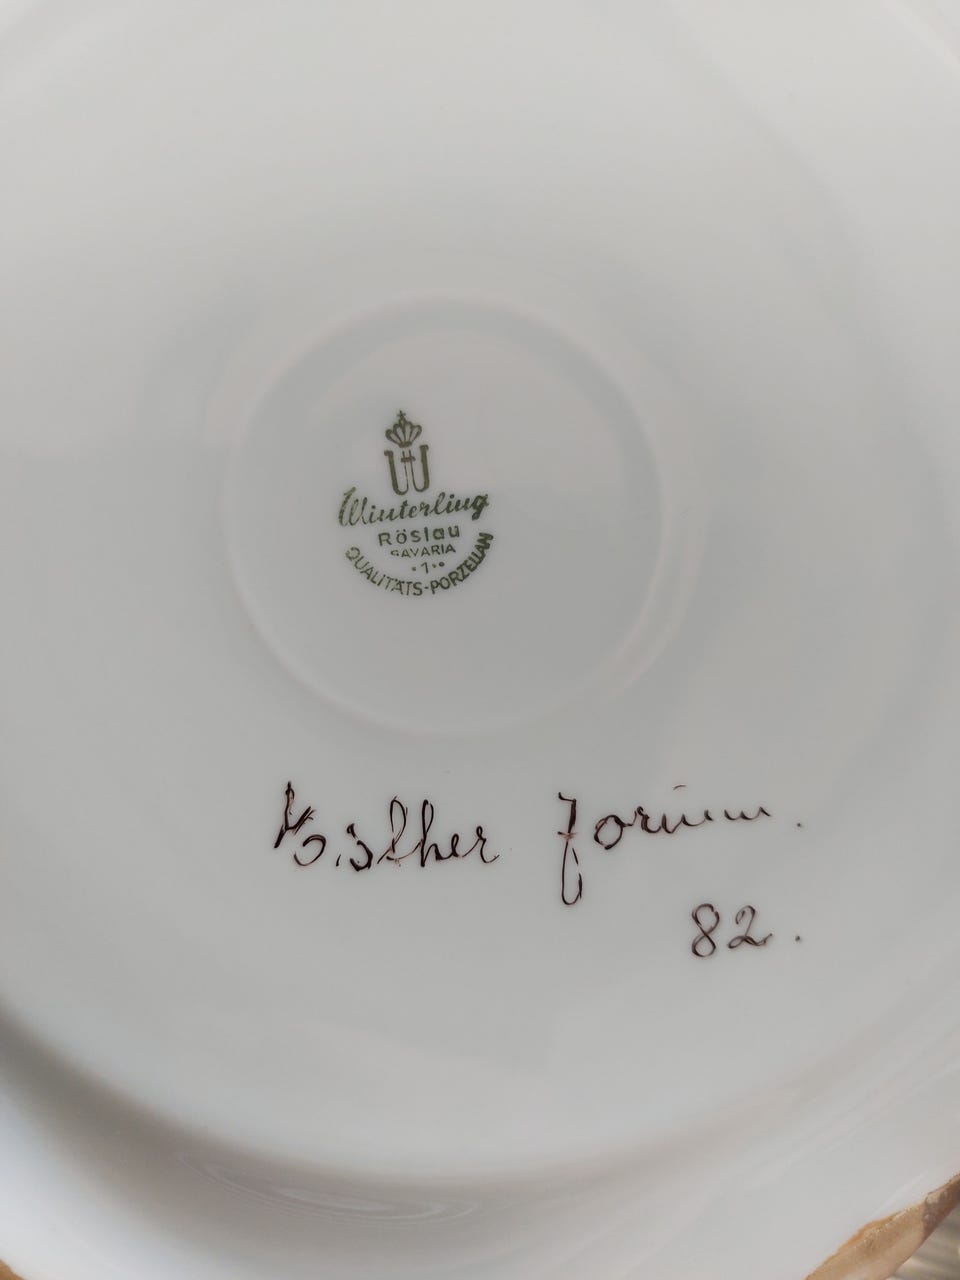 Winterling
Röslau
BAVARIA
·1··
QUALITÄTS-PORZELLAN
82.